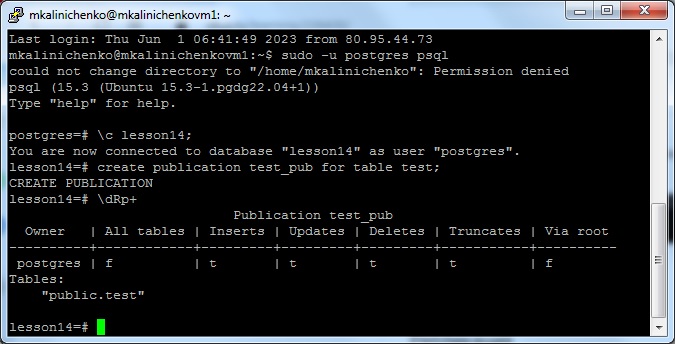 mkalinichenko@mkalinichenkovm1: ~
Last login: Thu Jun  1 06:41:49 2023 from 80.95.44.73
mkalinichenko@mkalinichenkovm1:~$ sudo -u postgres psql
could not change directory to "/home/mkalinichenko": Permission denied
psql (15.3 (Ubuntu 15.3-1.pgdg22.04+1))
Type "help" for help.

postgres=# \c lesson14;
You are now connected to database "lesson14" as user "postgres".
lesson14=# create publication test_pub for table test;
CREATE PUBLICATION
lesson14=# \dRp+
                            Publication test_pub
  Owner   | All tables | Inserts | Updates | Deletes | Truncates | Via root
----------+------------+---------+---------+---------+-----------+----------
 postgres | f          | t       | t       | t       | t         | f
Tables:
    "public.test"

lesson14=#